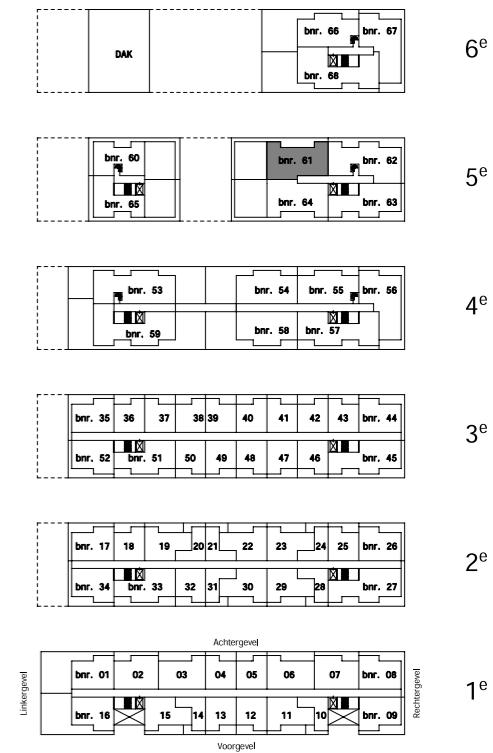 bnr. 66 bnr. 67
DAK
bnr. 68
6e
bnr. 60 bnr. 61 bnr. 62
bnr. 65 bnr. 64 bnr. 63
5e
bnr. 53 bnr. 54 bnr. 55 bnr. 56
bnr. 59 bnr. 58 bnr. 57
4e
bnr. 35 36 37 38 39 40 41 42 43 bnr. 44
bnr. 52 bnr. 51 50 49 48 47 46 bnr. 45
3e
bnr. 17 18 19 20 21 22 23 24 25 bnr. 26
bnr. 34 bnr. 33 32 31 30 29 28 bnr. 27
2e
Achtergevel
Linkergevel
bnr. 01 02 03 04 05 06 07 bnr. 08
bnr. 16 15 14 13 12 11 10 bnr. 09
Rechtergevel
1e
Voorgevel